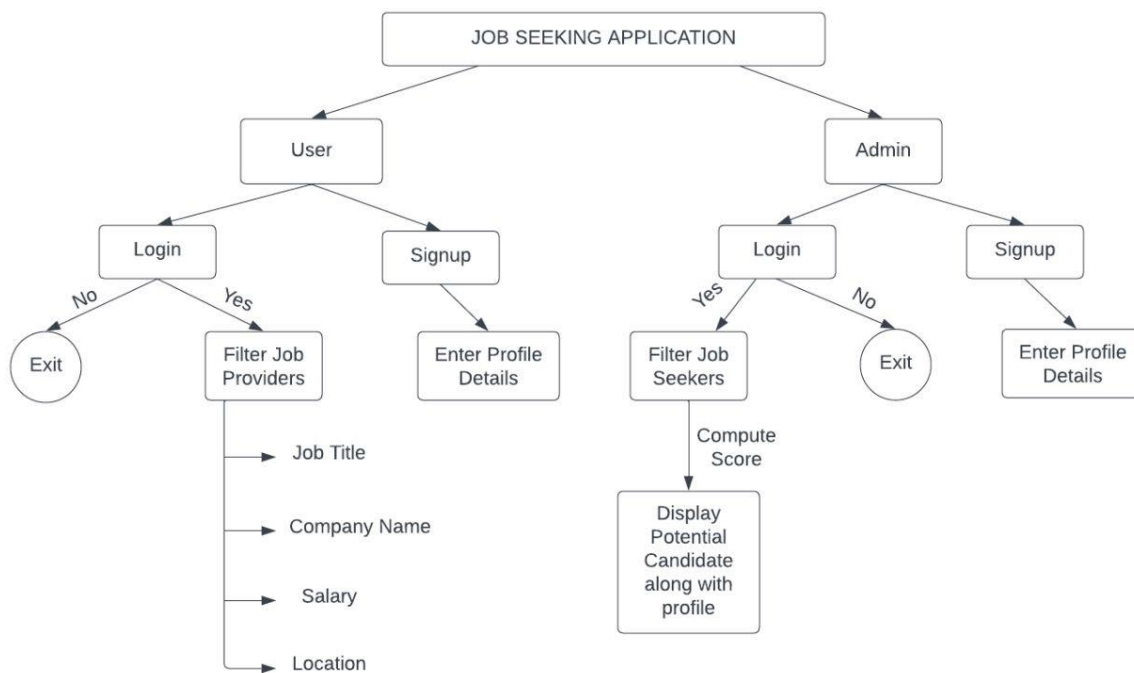 JOB SEEKING APPLICATION
User
Admin
Login
Signup
Login
Signup
No
Yes
Yes
No
Exit
Filter Job
Providers
Enter Profile
Details
Filter Job
Seekers
Exit
Enter Profile
Details
Job Title
Company Name
Salary
Location
Compute
Score
Display
Potential
Candidate
along with
profile